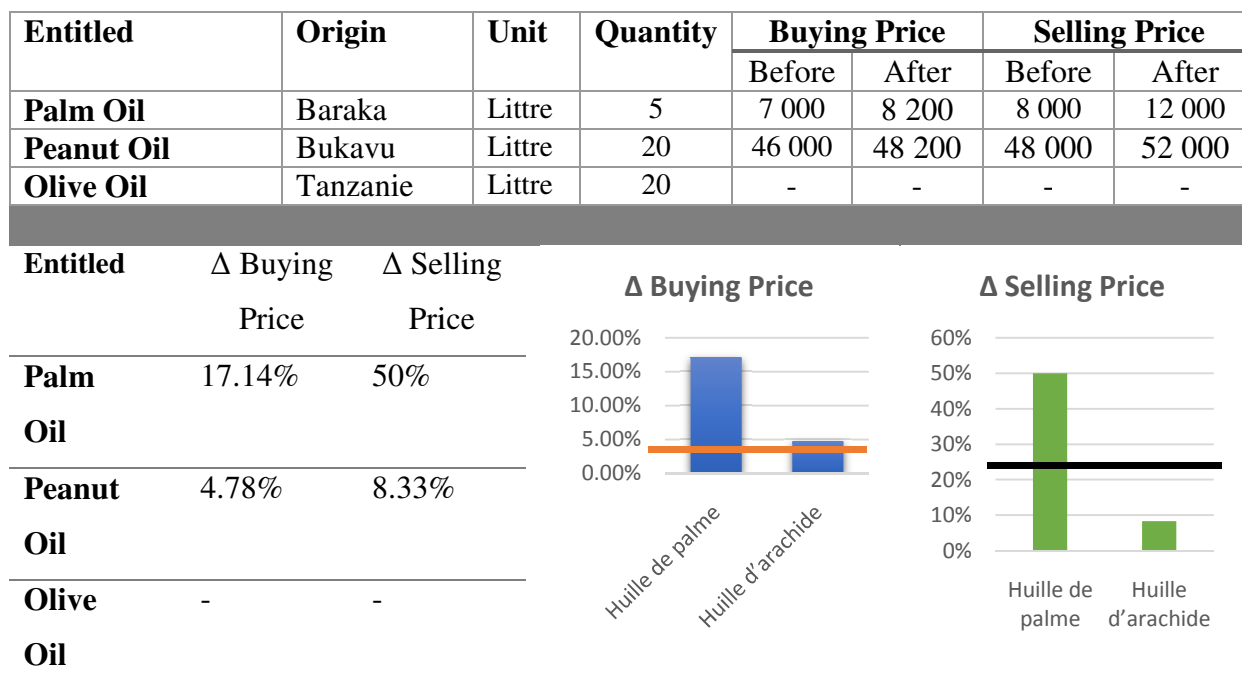 Entitled Origin Unit Quantity Buying Price Selling Price
Before After Before After
Palm Oil Baraka Littre 5 7 000 8 200 8 000 12 000
Peanut Oil Bukavu Littre 20 46 000 48 200 48 000 52 000
Olive Oil Tanzanie Littre 20 - - - -
Entitled Δ Buying Δ Selling
Price Price
Palm 17.14% 50%
Oil
Peanut 4.78% 8.33%
Oil
Olive - -
Oil
Δ Buying Price
20.00%
15.00%
10.00%
5.00%
0.00%
Huille de palme
Huille d'arachide
Δ Selling Price
60%
50%
40%
30%
20%
10%
0%
Huille de Huille
palme d'arachide